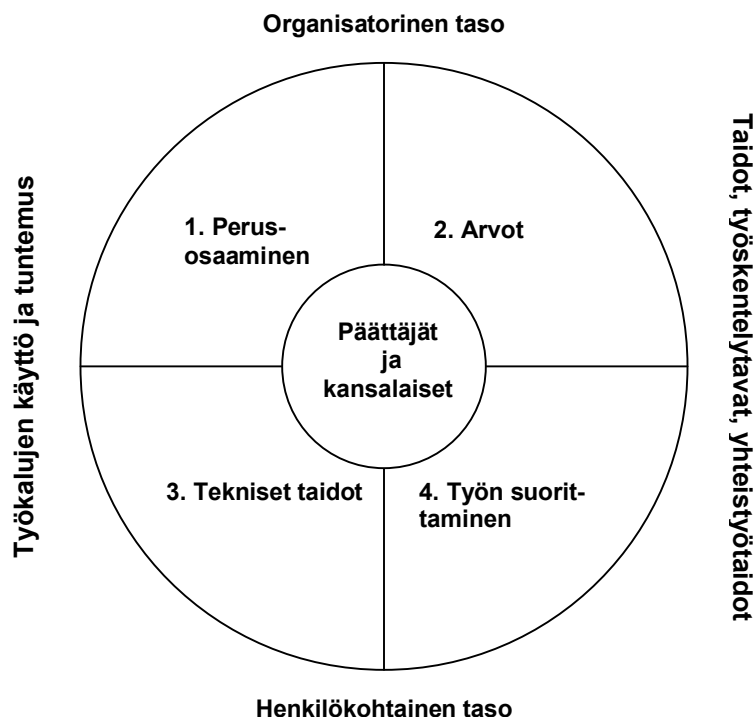 Organisatorinen taso
Työkalujen käyttö ja tuntemus
1. Perus-
osaaminen
2. Arvot
Taidot, työskentelytavat, yhteistyötaidot
Päättäjät
ja
kansalaiset
3. Tekniset taidot
4. Työn suorit-
taminen
Henkilökohtainen taso